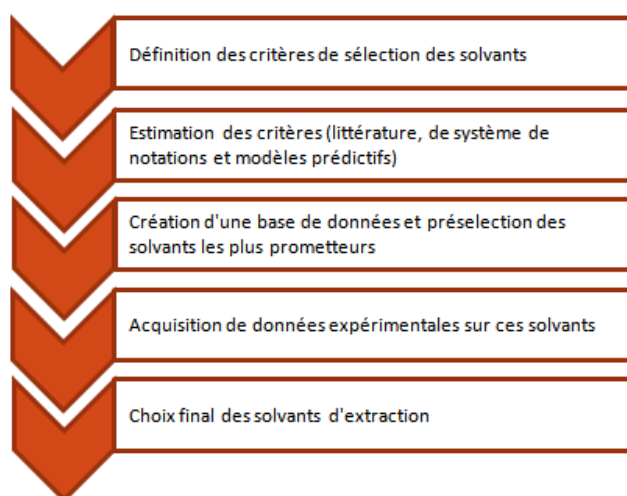 Définition des critères de sélection des solvants
Estimation des critères (littérature, de système de
notations et modèles prédictifs)
Création d'une base de données et préselection des
solvants les plus prometteurs
Acquisition de données expérimentales sur ces solvants
Choix final des solvants d'extraction